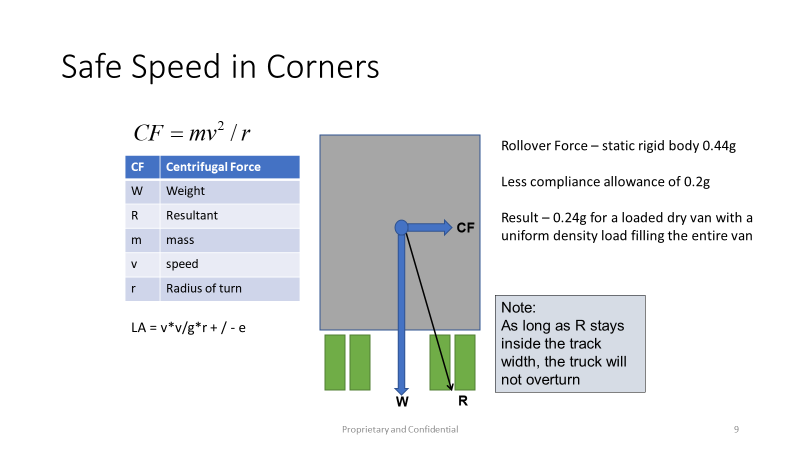 Safe Speed in Corners
CF = mv² / r
CF Centrifugal Force
W Weight
R Resultant
m mass
v speed
r Radius of turn
LA = v*v/g*r + / - e
CF
W
R
Rollover Force – static rigid body 0.44g
Less compliance allowance of 0.2g
Result – 0.24g for a loaded dry van with a
uniform density load filling the entire van
Note:
As long as R stays
inside the track
width, the truck will
not overturn
Proprietary and Confidential
9